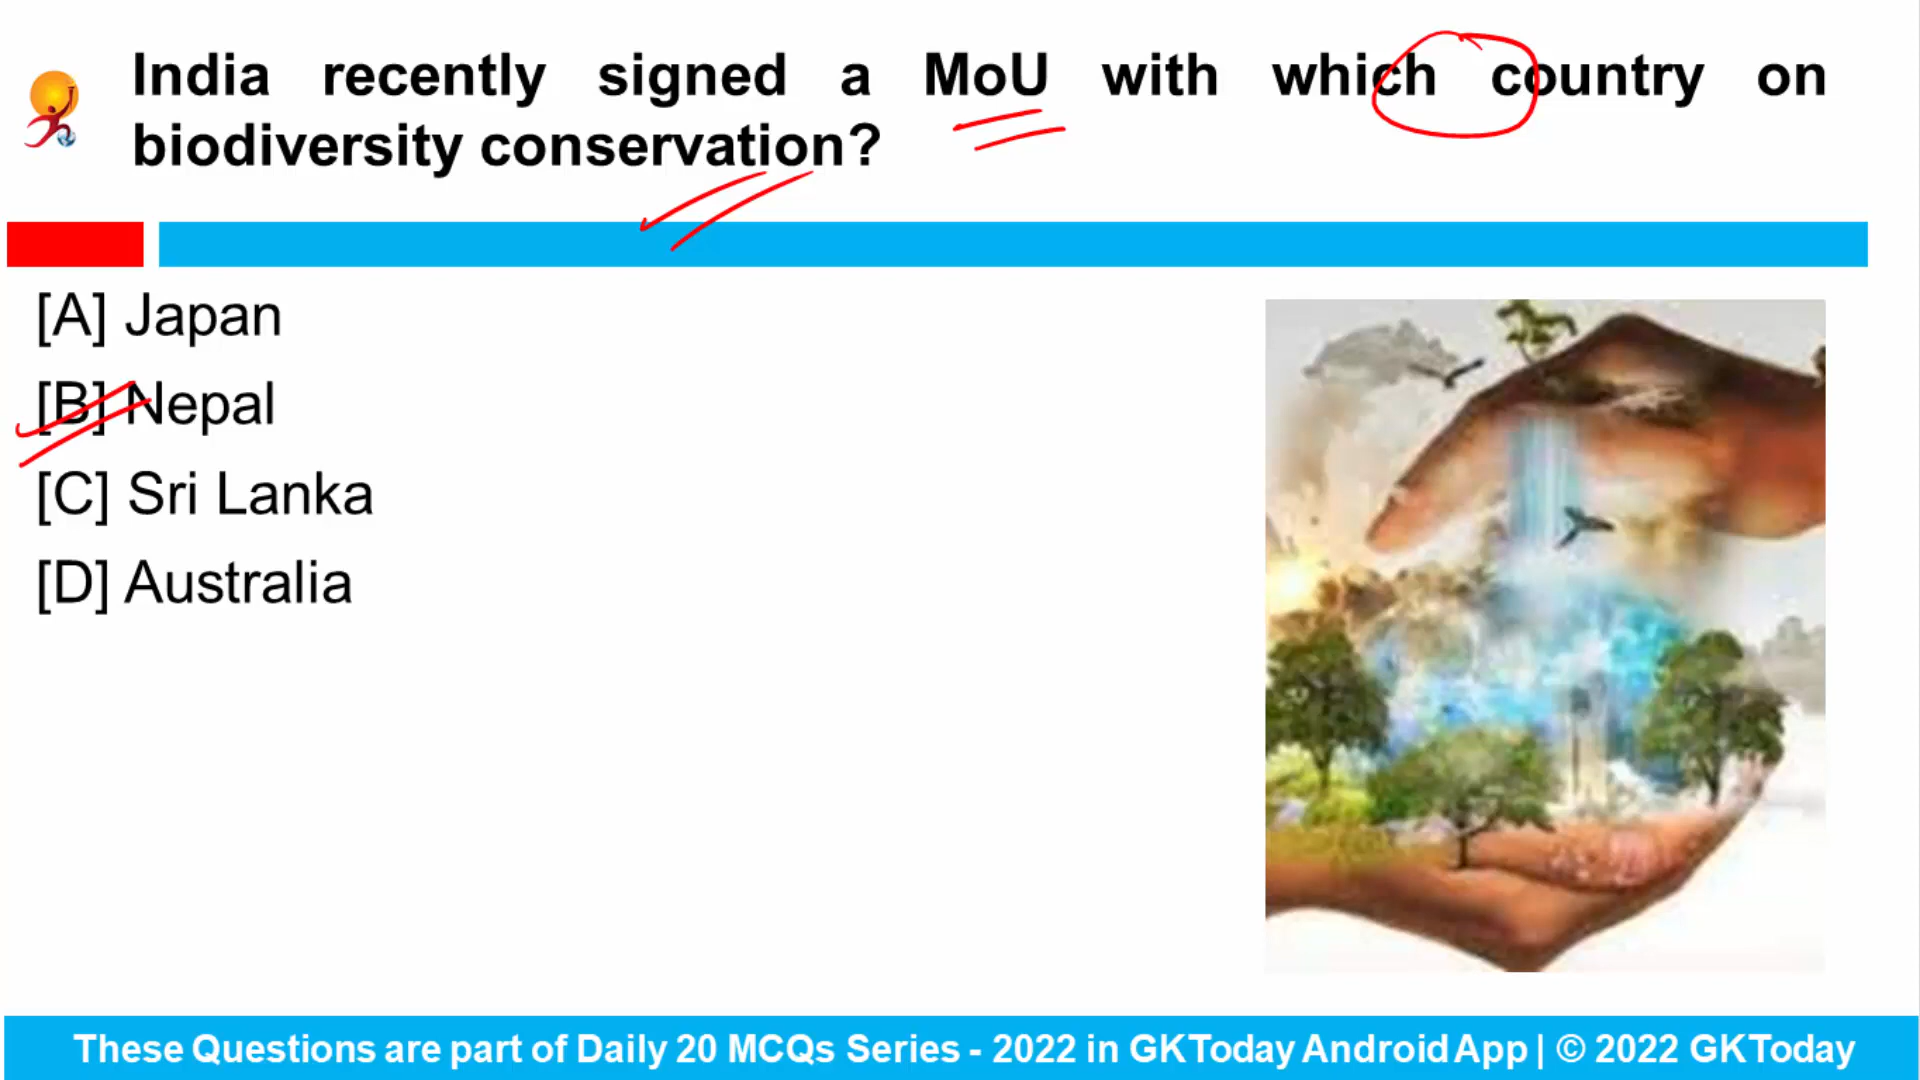 India recently signed a MoU with which country on
biodiversity conservation?
[A] Japan
[B] Nepal
[C] Sri Lanka
[D] Australia
These Questions are part of Daily 20 MCQs Series - 2022 in GKToday Android App | © 2022 GKToday